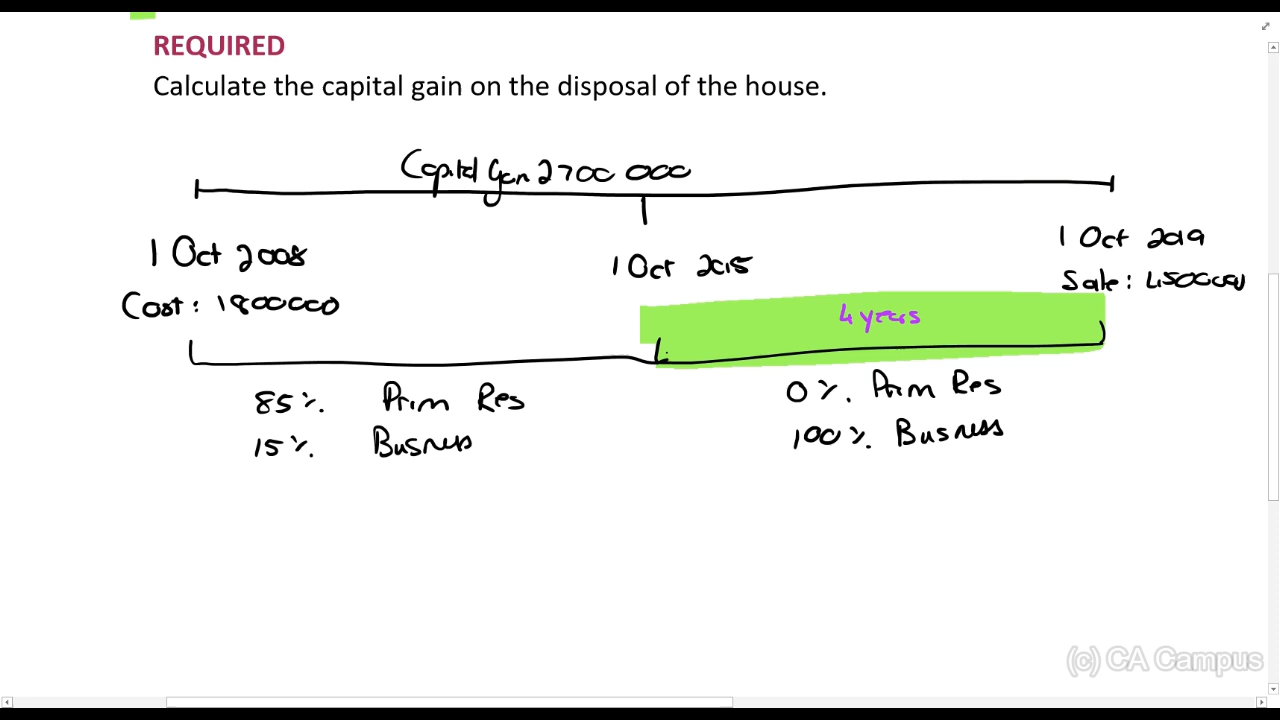 REQUIRED
Calculate the capital gain on the disposal of the house.
Capital Gain 2700 000
1 Oct 2008
1 Oct 2015
1 Oct 2019
Cost: 1800000
Sale: 4500000
4 years
85%. Prim Res
15%. Business
0%. Prim Res
100%. Business
(c) CA Campus